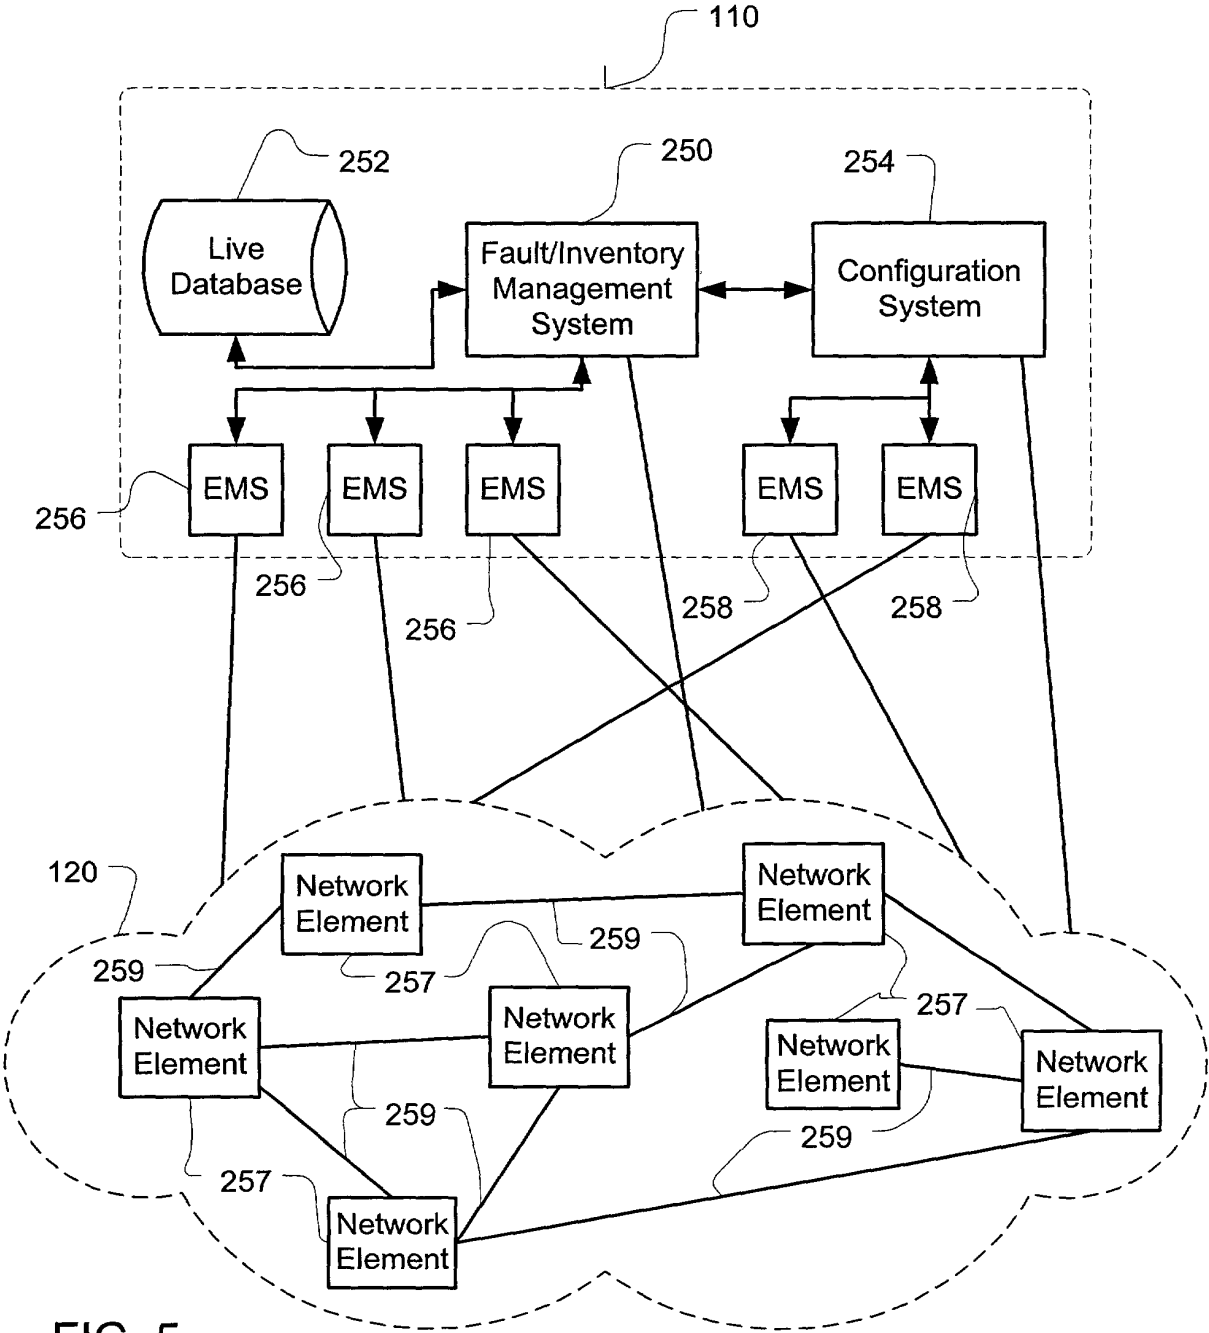 110
252
250
254
Live
Database
Fault/Inventory
Management
System
Configuration
System
EMS
EMS
EMS
EMS
EMS
256
256
256
258
258
120
Network
Element
Network
Element
259
259
257
257
Network
Element
Network
Element
Network
Element
Network
Element
259
259
257
Network
Element
FIG. 5